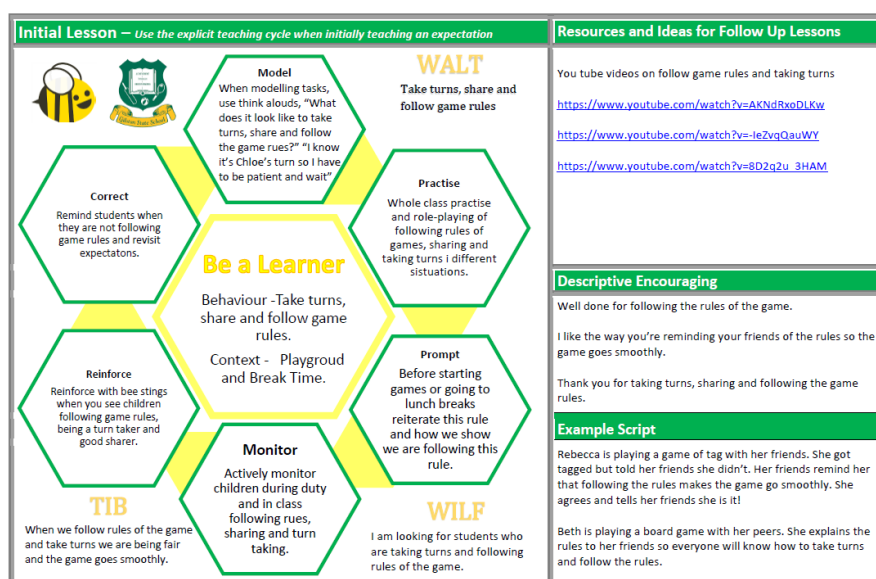 Initial Lesson – Use the explicit teaching cycle when initially teaching an expectation
WALT
Take turns, share and
follow game rules
Model
When modelling tasks,
use think alouds, "What
does it look like to take
turns, share and follow
the game rues?" "I know
it's Chloe's turn so I have
to be patient and wait"
Practise
Whole class practise
and role-playing of
following rules of
games, sharing and
taking turns i different
sistuations.
Prompt
Before starting
games or going to
lunch breaks
reiterate this rule
and how we show
we are following this
rule.
Monitor
Actively monitor
children during duty
and in class
following rues,
sharing and turn
taking.
Reinforce
Reinforce with bee stings
when you see children
following game rules,
being a turn taker and
good sharer.
Correct
Remind students when
they are not following
game rules and revisit
expectatons.
Be a Learner
Behaviour -Take turns,
share and follow game
rules.
Context - Playgroud
and Break Time.
TIB
When we follow rules of the game
and take turns we are being fair
and the game goes smoothly.
WILF
I am looking for students who
are taking turns and following
rules of the game.
Resources and Ideas for Follow Up Lessons
You tube videos on follow game rules and taking turns
https://www.youtube.com/watch?v=AKNdRxoDLKw
https://www.youtube.com/watch?v=-IeZvqQauWY
https://www.youtube.com/watch?v=8D2q2u_3HAM
Descriptive Encouraging
Well done for following the rules of the game.
I like the way you're reminding your friends of the rules so the
game goes smoothly.
Thank you for taking turns, sharing and following the game
rules.
Example Script
Rebecca is playing a game of tag with her friends. She got
tagged but told her friends she didn't. Her friends remind her
that following the rules makes the game go smoothly. She
agrees and tells her friends she is it!
Beth is playing a board game with her peers. She explains the
rules to her friends so everyone will know how to take turns
and follow the rules.